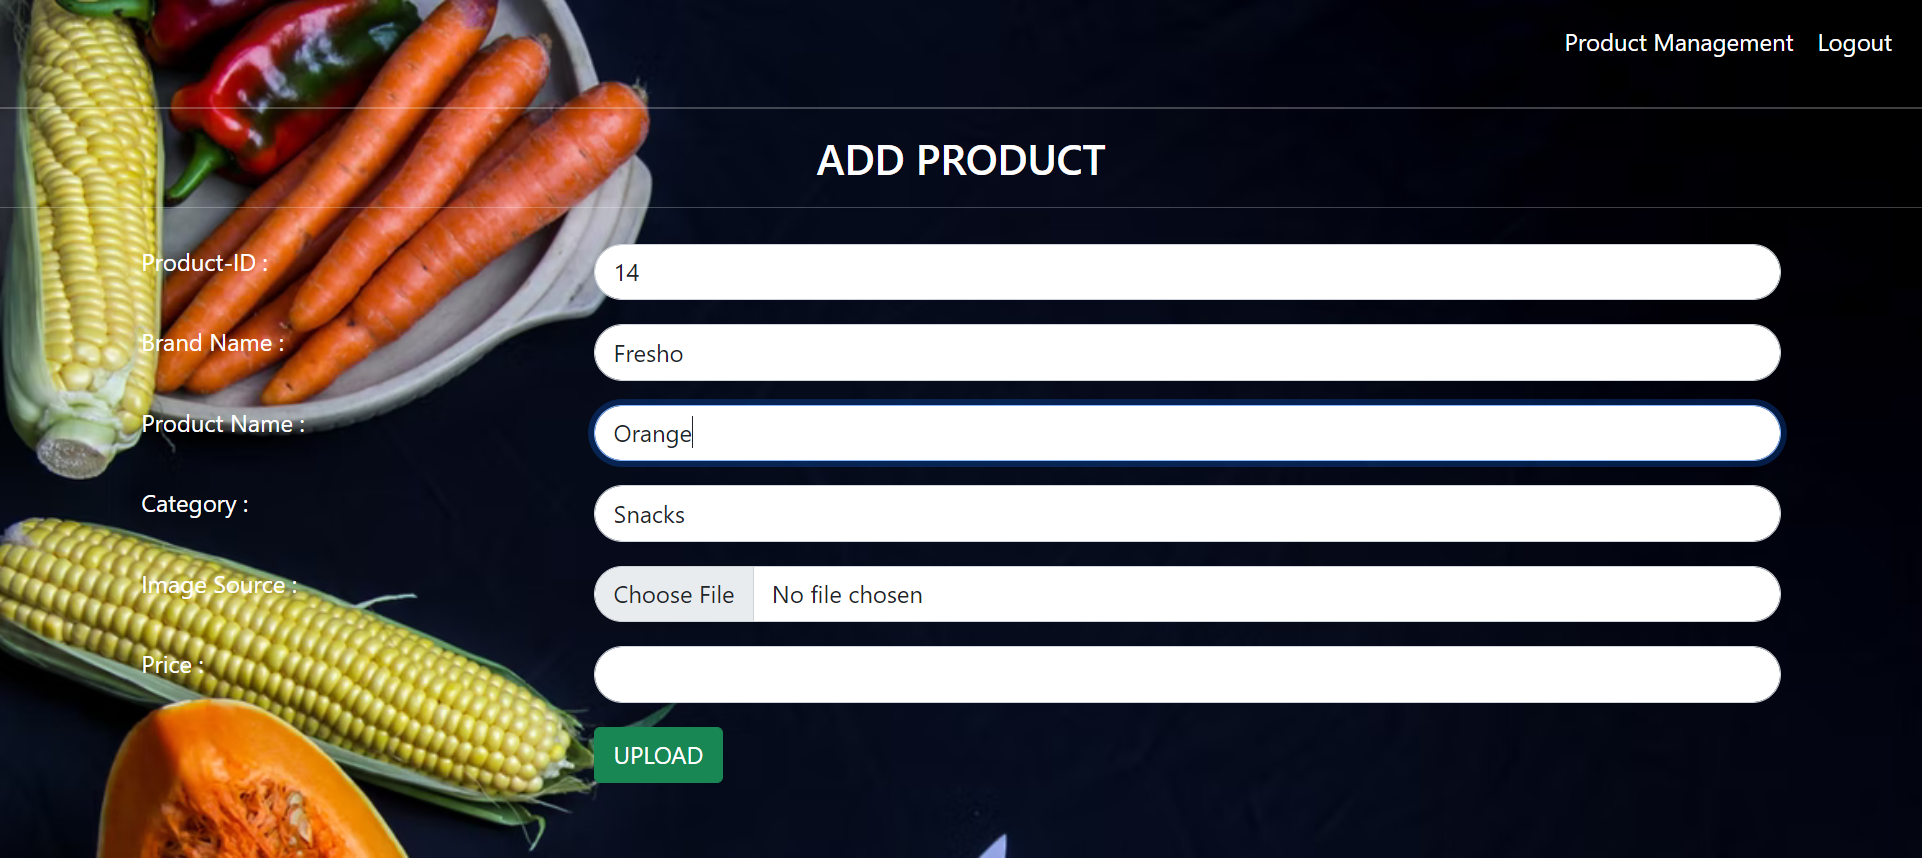 Product Management Logout
ADD PRODUCT
Product-ID : 14
Brand Name : Fresho
Product Name : Orange
Category : Snacks
Image Source : Choose File No file chosen
Price :
UPLOAD